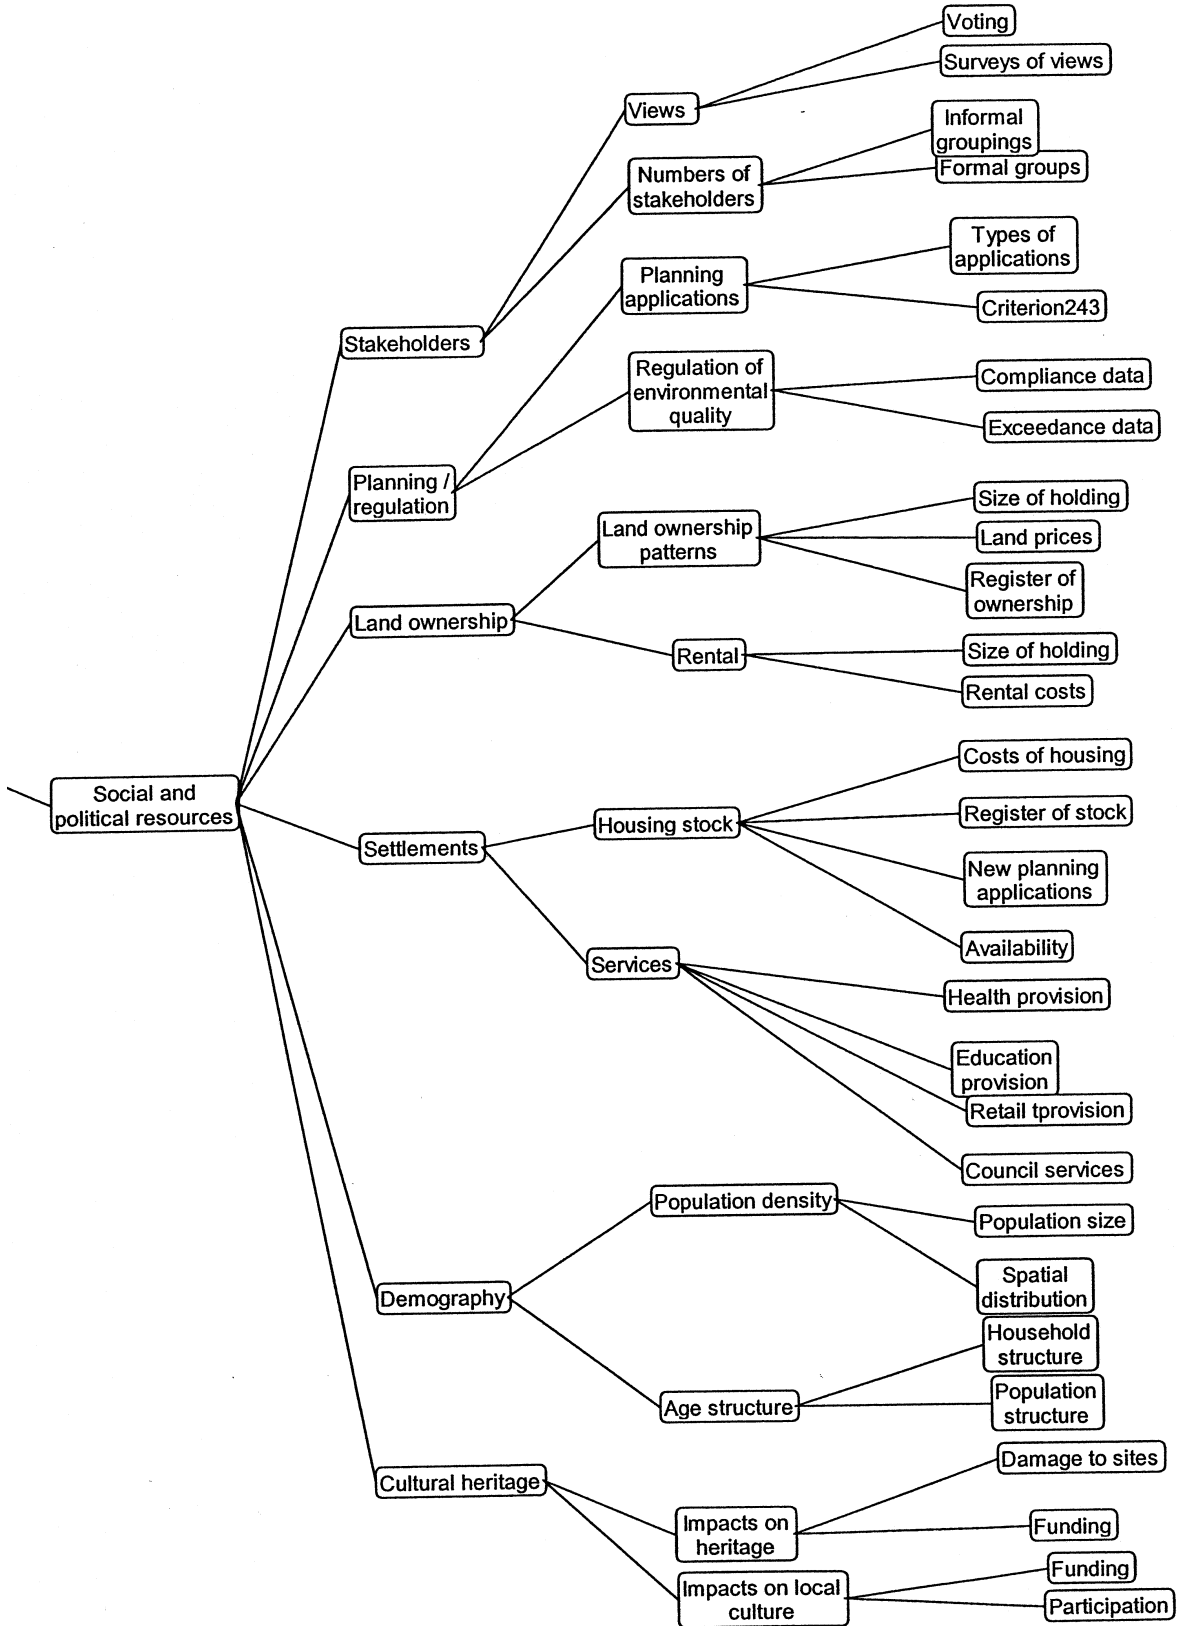 Voting
Surveys of views
Views
Informal
groupings
Formal groups
Numbers of
stakeholders
Types of
applications
Planning
applications
Criterion243
Stakeholders
Regulation of
environmental
quality
Compliance data
Exceedance data
Planning /
regulation
Size of holding
Land ownership
patterns
Land prices
Register of
ownership
Land ownership
Rental
Size of holding
Rental costs
Social and
political resources
Costs of housing
Housing stock
Register of stock
Settlements
New planning
applications
Availability
Services
Health provision
Education
provision
Retail tprovision
Council services
Population density
Population size
Spatial
distribution
Demography
Household
structure
Age structure
Population
structure
Damage to sites
Cultural heritage
Impacts on
heritage
Funding
Funding
Impacts on local
culture
Participation